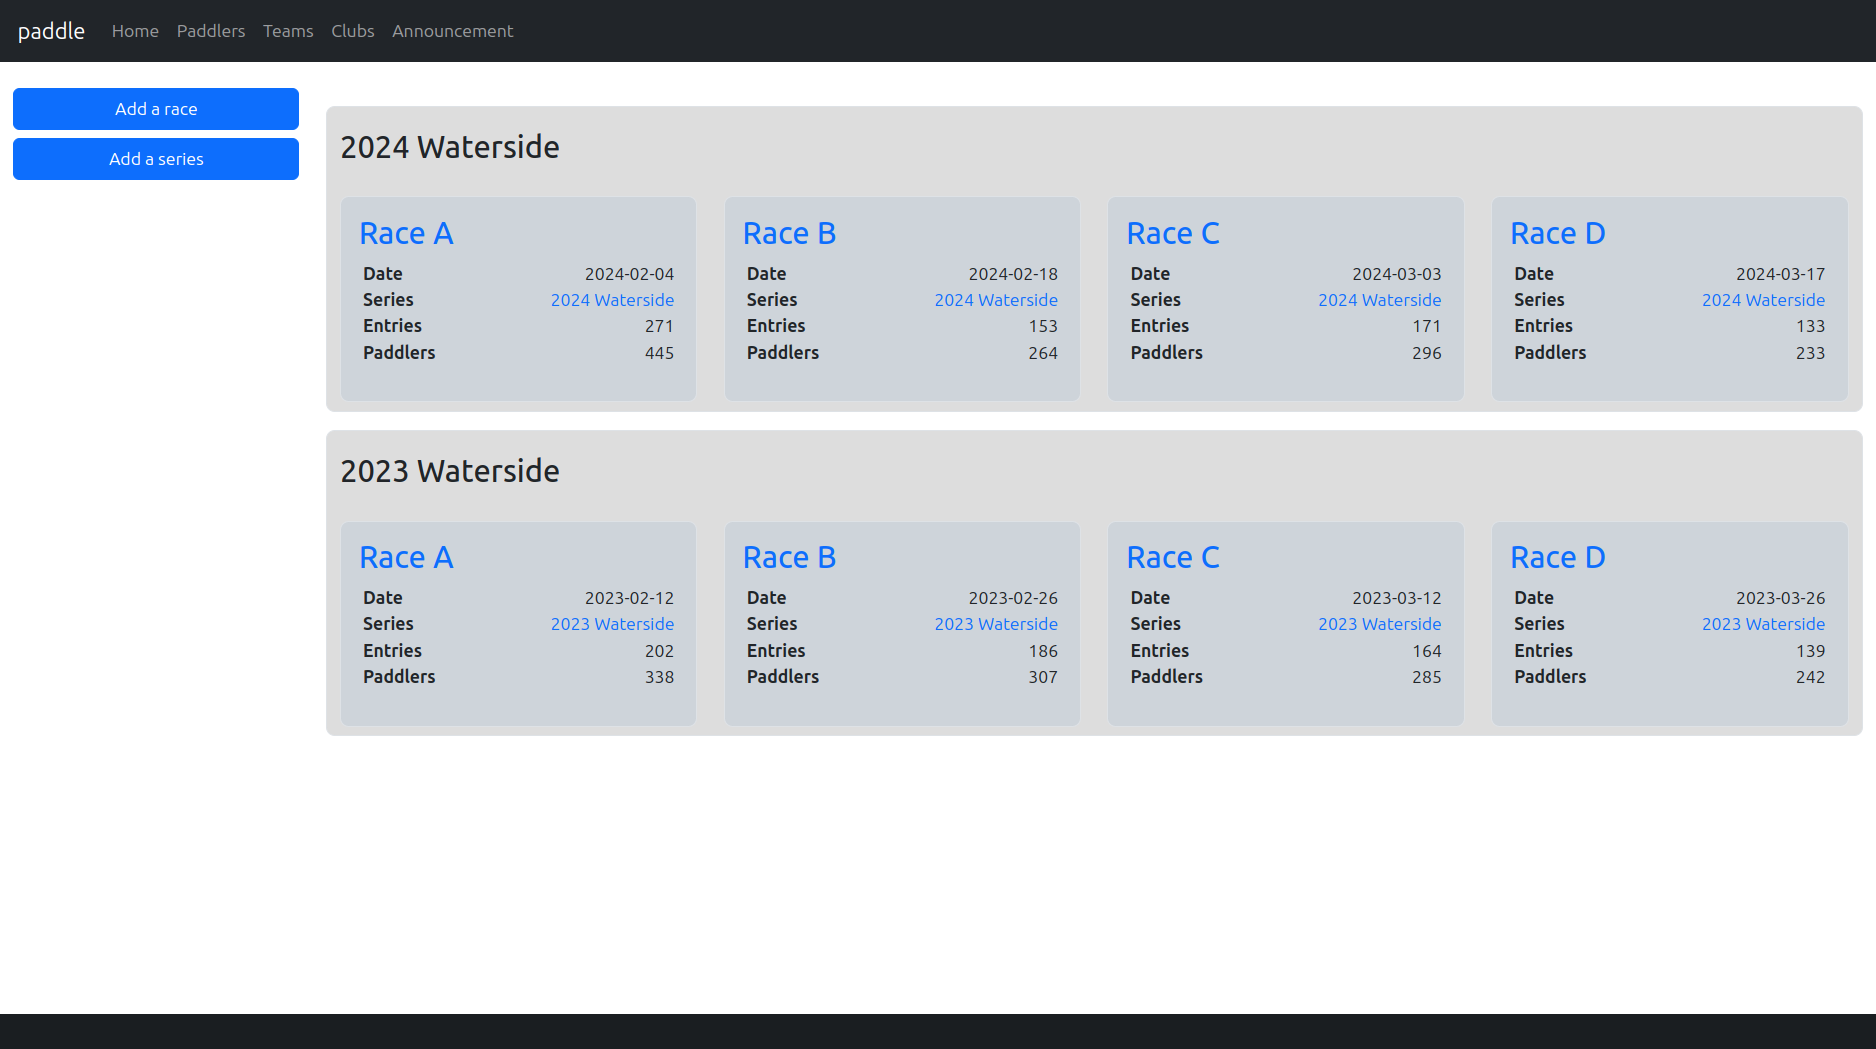 paddle Home Paddlers Teams Clubs Announcement
Add a race
Add a series
2024 Waterside
Race A
Date 2024-02-04
Series 2024 Waterside
Entries 271
Paddlers 445
Race B
Date 2024-02-18
Series 2024 Waterside
Entries 153
Paddlers 264
Race C
Date 2024-03-03
Series 2024 Waterside
Entries 171
Paddlers 296
Race D
Date 2024-03-17
Series 2024 Waterside
Entries 133
Paddlers 233
2023 Waterside
Race A
Date 2023-02-12
Series 2023 Waterside
Entries 202
Paddlers 338
Race B
Date 2023-02-26
Series 2023 Waterside
Entries 186
Paddlers 307
Race C
Date 2023-03-12
Series 2023 Waterside
Entries 164
Paddlers 285
Race D
Date 2023-03-26
Series 2023 Waterside
Entries 139
Paddlers 242